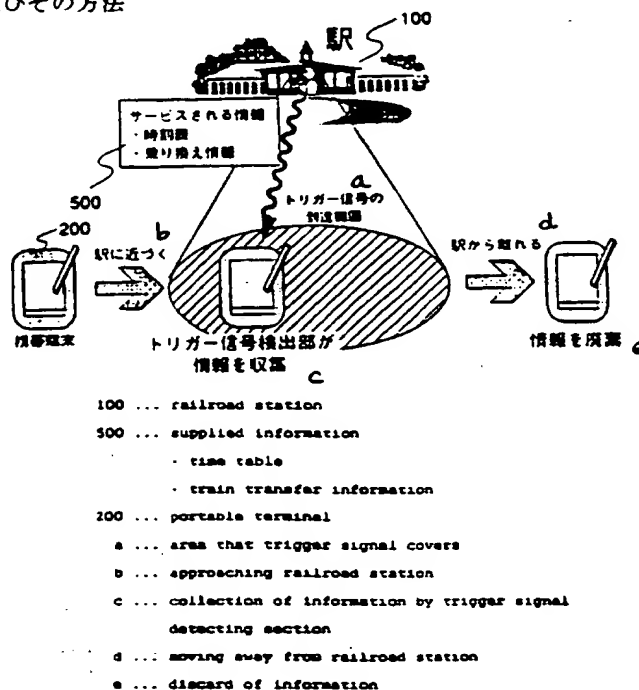 びその方法
駅
100
サービスされる情報
・時刻表
・乗り換え情報
500
a
トリガー信号の
到達範囲
200
b
駅に近づく
d
駅から離れる
携帯端末
トリガー信号検出部が
情報を収集
c
情報を廃棄
e
100 ... railroad station
500 ... supplied information
· time table
· train transfer information
200 ... portable terminal
a ... area that trigger signal covers
b ... approaching railroad station
c ... collection of information by trigger signal
detecting section
d ... moving away from railroad station
e ... discard of information